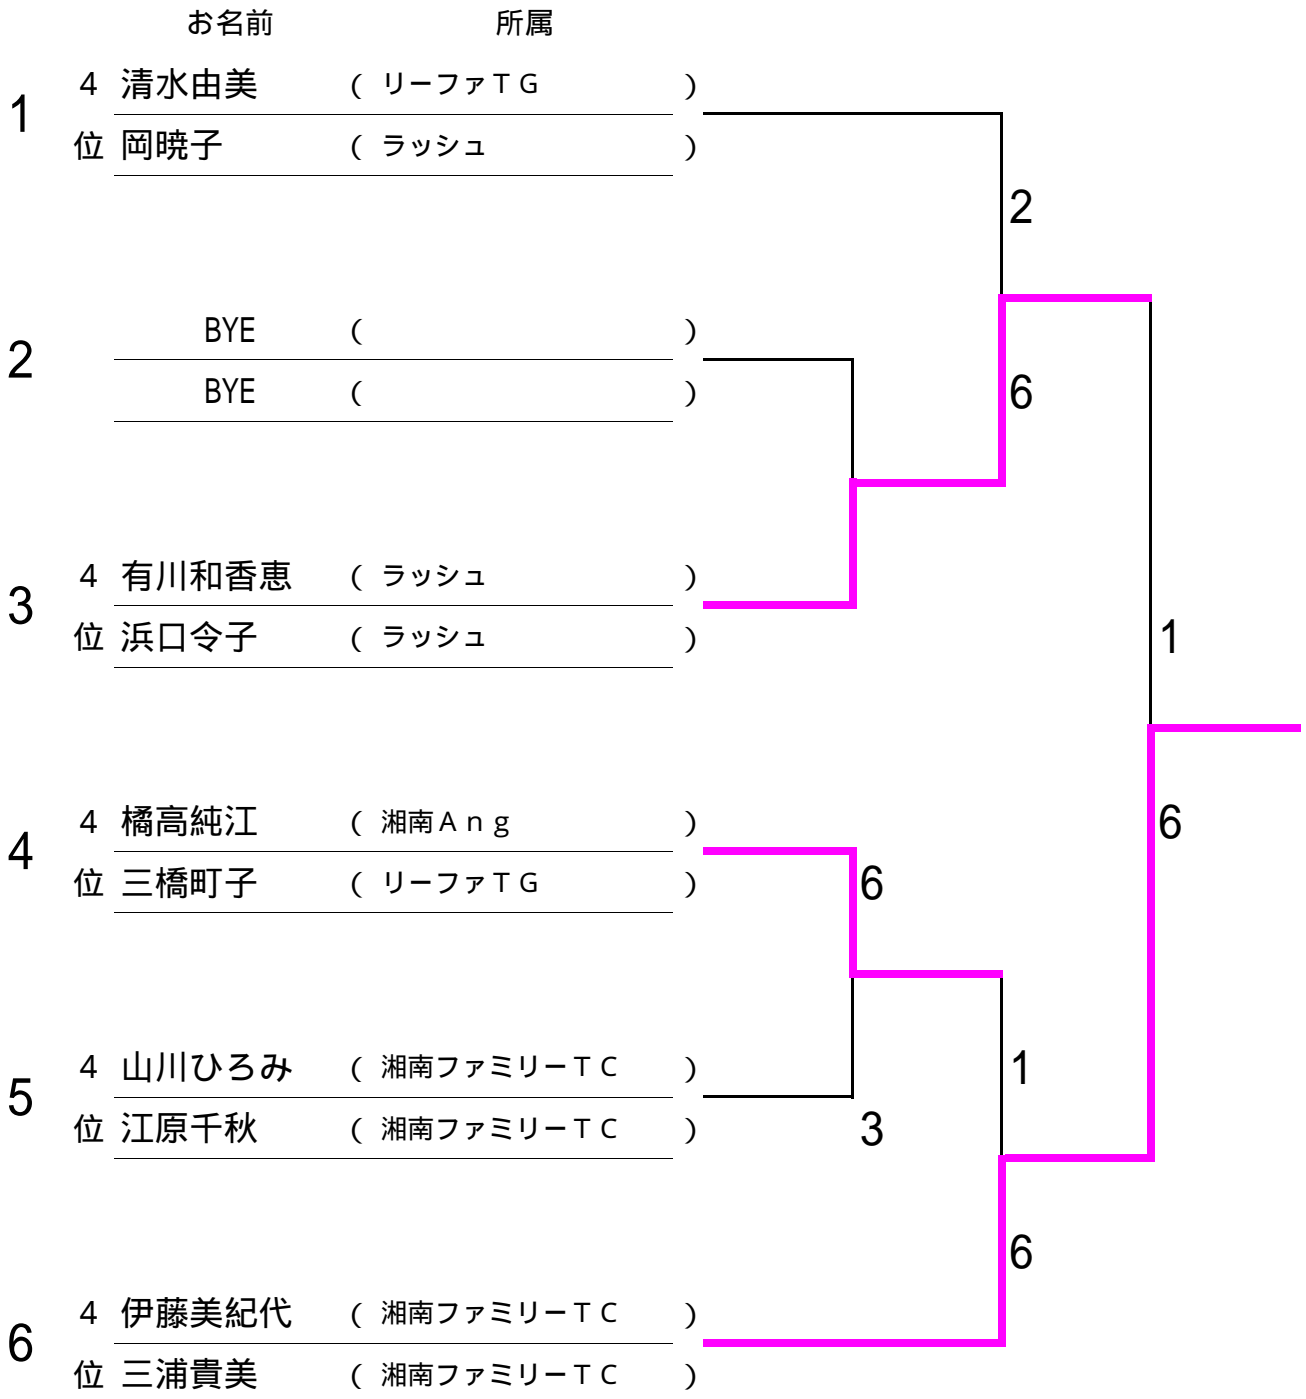 お名前 所属
1 4 清水由美 ( リーファＴＧ )
位 岡暁子 ( ラッシュ )
2
2 BYE ( )
BYE ( )
6
3 4 有川和香恵 ( ラッシュ )
位 浜口令子 ( ラッシュ )
1
4 4 橘高純江 ( 湘南Ａｎｇ )
6
位 三橋町子 ( リーファＴＧ )
6
5 4 山川ひろみ ( 湘南ファミリーＴＣ )
1
位 江原千秋 ( 湘南ファミリーＴＣ )
3
6
6 4 伊藤美紀代 ( 湘南ファミリーＴＣ )
位 三浦貴美 ( 湘南ファミリーＴＣ )